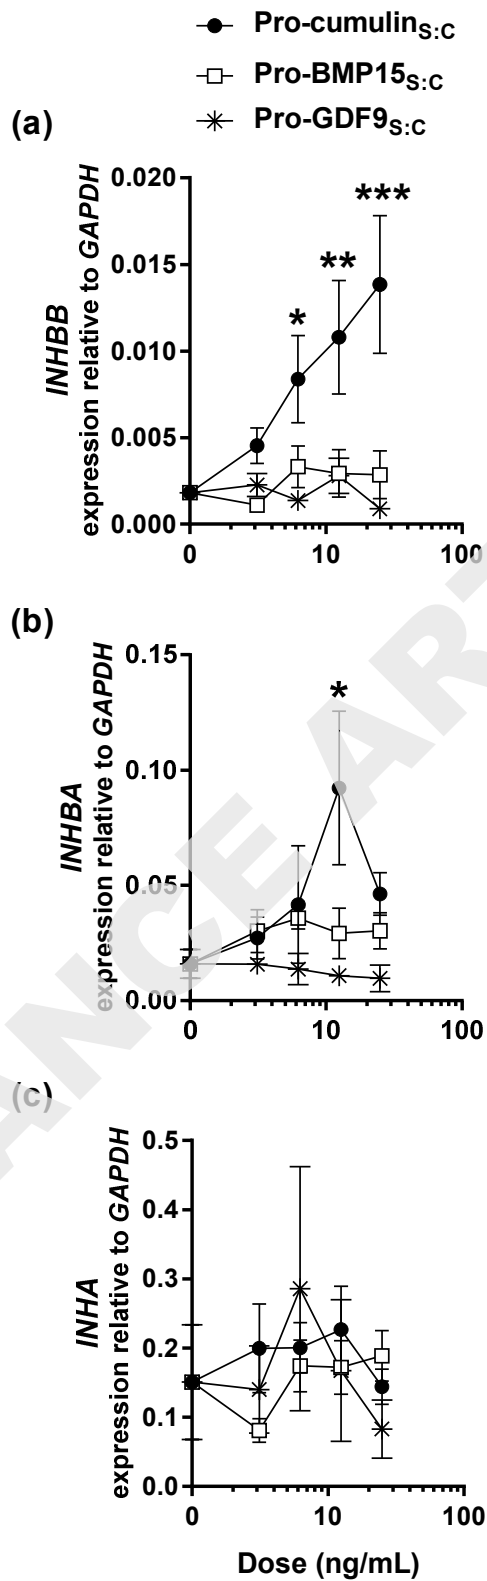 Pro-cumulinS:C
Pro-BMP15S:C
Pro-GDF9S:C
(a)
INHBB
expression relative to GAPDH
0.020
0.015
0.010
0.005
0.000
*
**
***
0
10
100
(b)
INHBA
expression relative to GAPDH
0.15
0.10
0.05
0.00
*
0
10
100
(c)
INHA
expression relative to GAPDH
0.5
0.4
0.3
0.2
0.1
0.0
0
10
100
Dose (ng/mL)